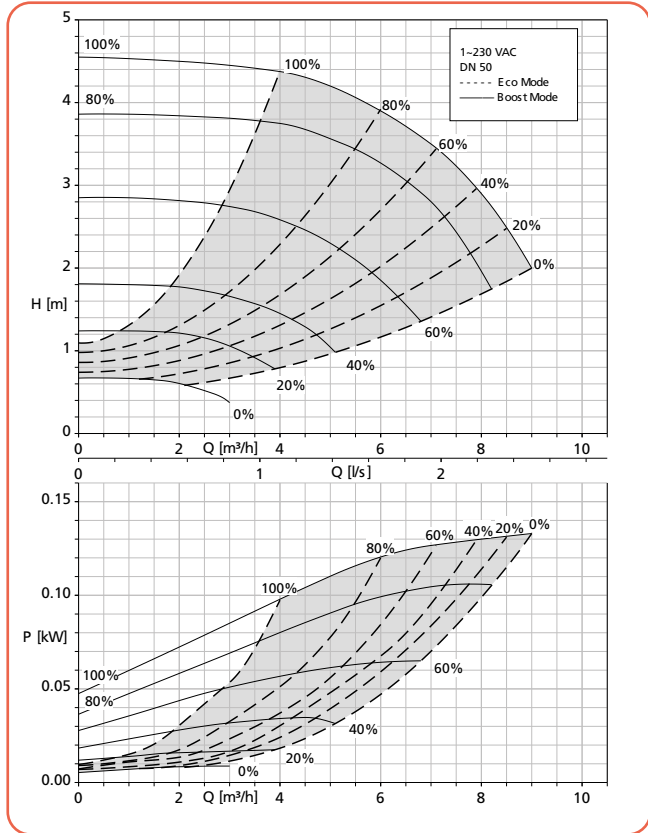 5
100%
1~230 VAC
DN 50
Eco Mode
Boost Mode
100%
4
80%
80%
60%
3
40%
20%
2
0%
H [m]
60%
1
40%
20%
0%
0
0 2 4 6 8 10
Q [m³/h]
0 1 2
Q [l/s]
0.15
0%
20%
40%
60%
80%
0.10
100%
P [kW]
100%
60%
0.05
80%
40%
20%
0%
0.00
0 2 4 6 8 10
Q [m³/h]